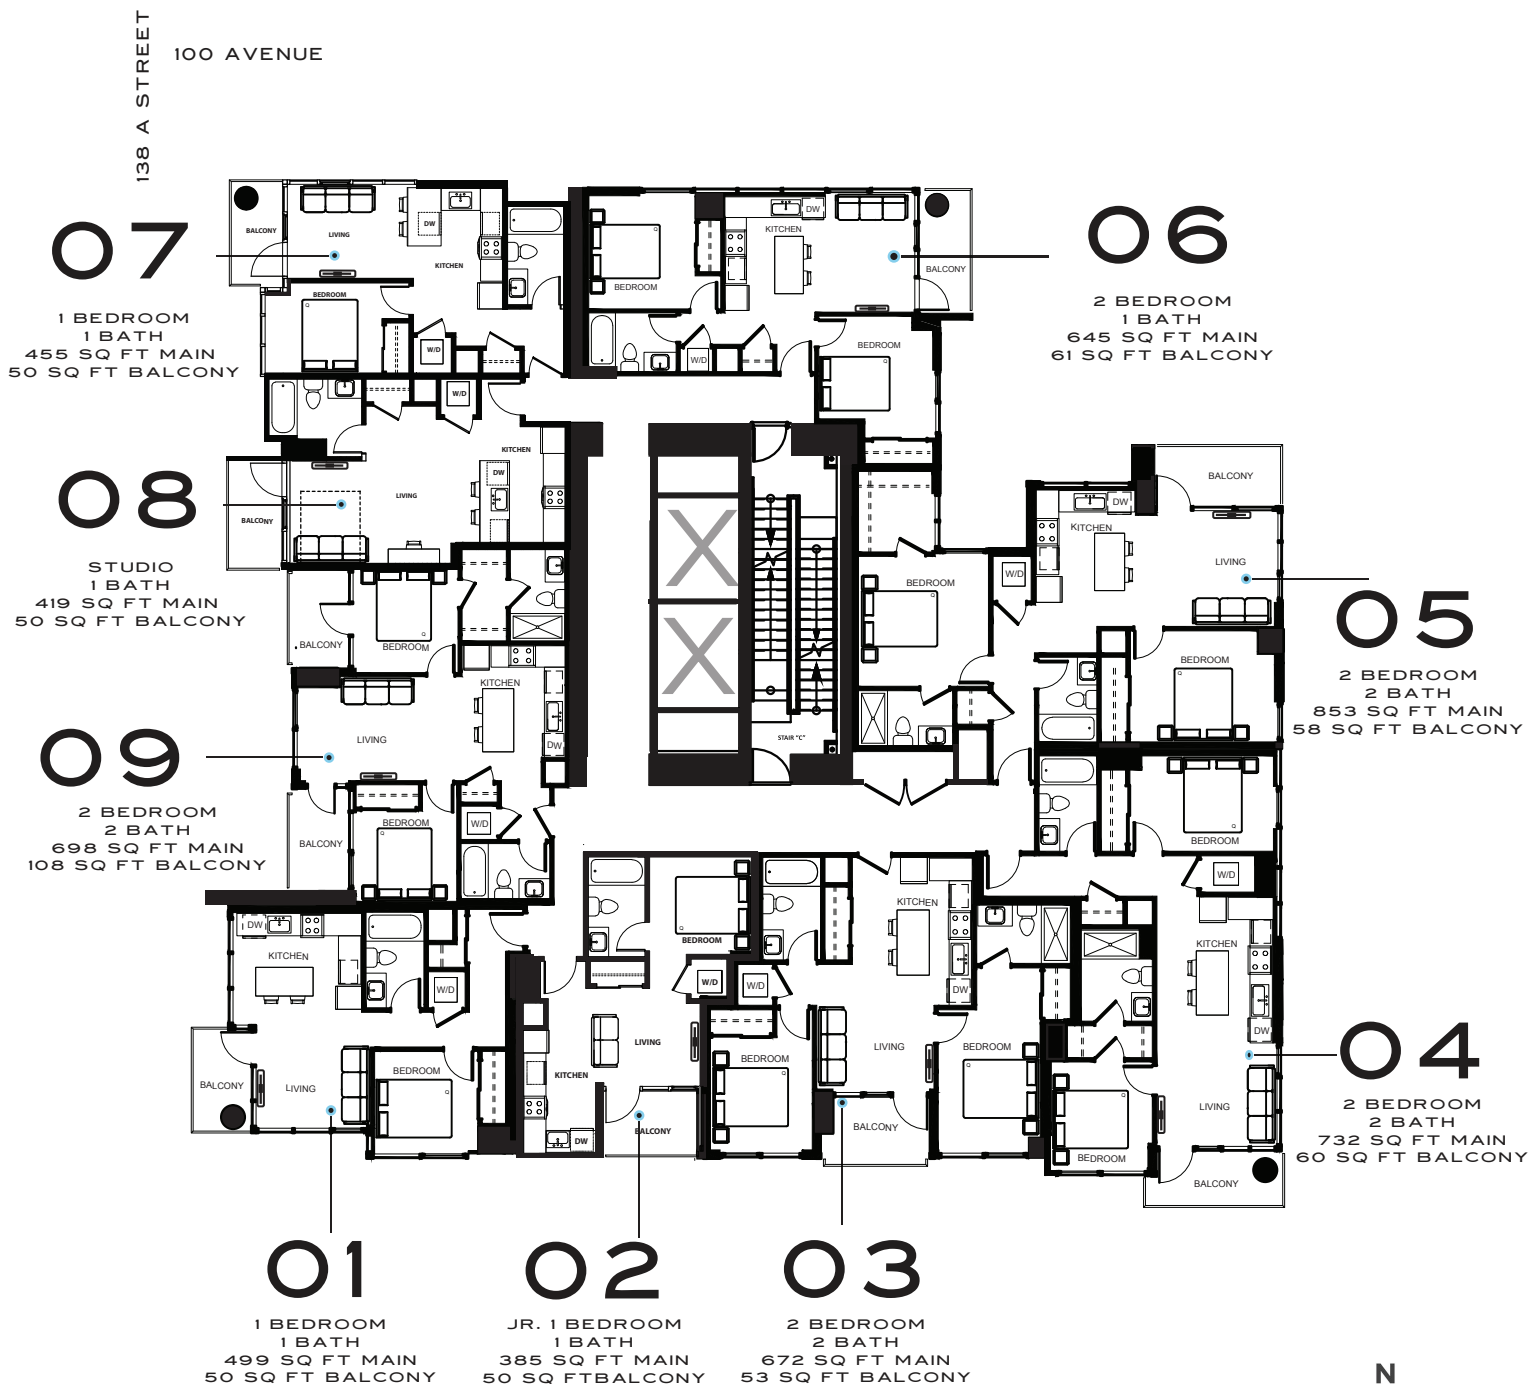 138 A STREET
100 AVENUE
07
1 BEDROOM
1 BATH
455 SQ FT MAIN
50 SQ FT BALCONY
BALCONY
LIVING
DW
KITCHEN
BEDROOM
W/D
06
2 BEDROOM
1 BATH
645 SQ FT MAIN
61 SQ FT BALCONY
DW
KITCHEN
BALCONY
BEDROOM
BEDROOM
W/D
08
STUDIO
1 BATH
419 SQ FT MAIN
50 SQ FT BALCONY
W/D
KITCHEN
DW
LIVING
BALCONY
05
2 BEDROOM
2 BATH
853 SQ FT MAIN
58 SQ FT BALCONY
BALCONY
DW
KITCHEN
LIVING
W/D
BEDROOM
BEDROOM
STAIR "C"
09
2 BEDROOM
2 BATH
698 SQ FT MAIN
108 SQ FT BALCONY
BALCONY
BEDROOM
KITCHEN
LIVING
DW
BEDROOM
W/D
BALCONY
04
2 BEDROOM
2 BATH
732 SQ FT MAIN
60 SQ FT BALCONY
BEDROOM
W/D
KITCHEN
DW
LIVING
BEDROOM
BALCONY
DW
KITCHEN
W/D
BEDROOM
BALCONY
LIVING
01
1 BEDROOM
1 BATH
499 SQ FT MAIN
50 SQ FT BALCONY
BEDROOM
W/D
LIVING
KITCHEN
DW
BALCONY
02
JR. 1 BEDROOM
1 BATH
385 SQ FT MAIN
50 SQ FTBALCONY
W/D
KITCHEN
DW
BEDROOM
LIVING
BEDROOM
BALCONY
03
2 BEDROOM
2 BATH
672 SQ FT MAIN
53 SQ FT BALCONY
N